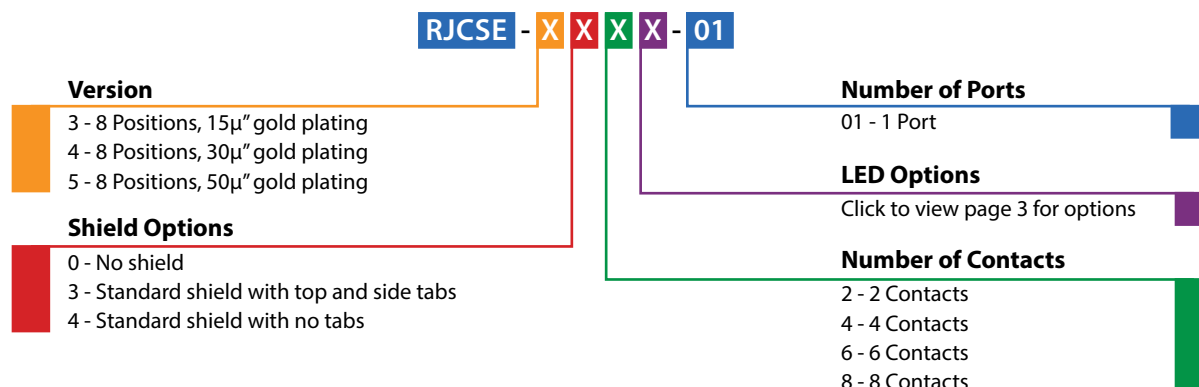 RJCSE - X X X X - 01
Version
3 - 8 Positions, 15µ” gold plating
4 - 8 Positions, 30µ” gold plating
5 - 8 Positions, 50µ” gold plating
Shield Options
0 - No shield
3 - Standard shield with top and side tabs
4 - Standard shield with no tabs
Number of Ports
01 - 1 Port
LED Options
Click to view page 3 for options
Number of Contacts
2 - 2 Contacts
4 - 4 Contacts
6 - 6 Contacts
8 - 8 Contacts